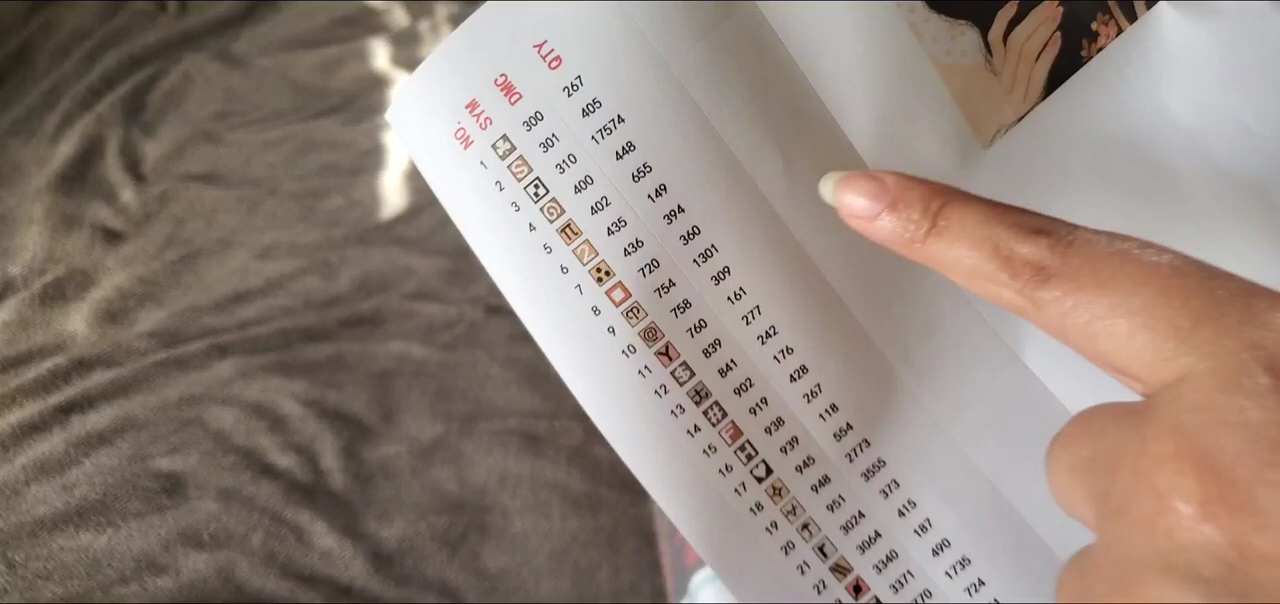 NO. SYM DMC QTY
1 300 267
2 S 301 405
3 310 17574
4 G 400 448
5 π 402 655
6 2 435 149
7 436 394
8 720 360
9 754 1301
10 @ 758 309
11 Y 760 161
12 $ 839 277
13 841 242
14 # 902 176
15 F 919 428
16 I 938 267
17 939 118
18 945 554
19 948 2773
20 951 3555
21 r 3024 373
22 3064 415
3340 187
3371 490
1735
724